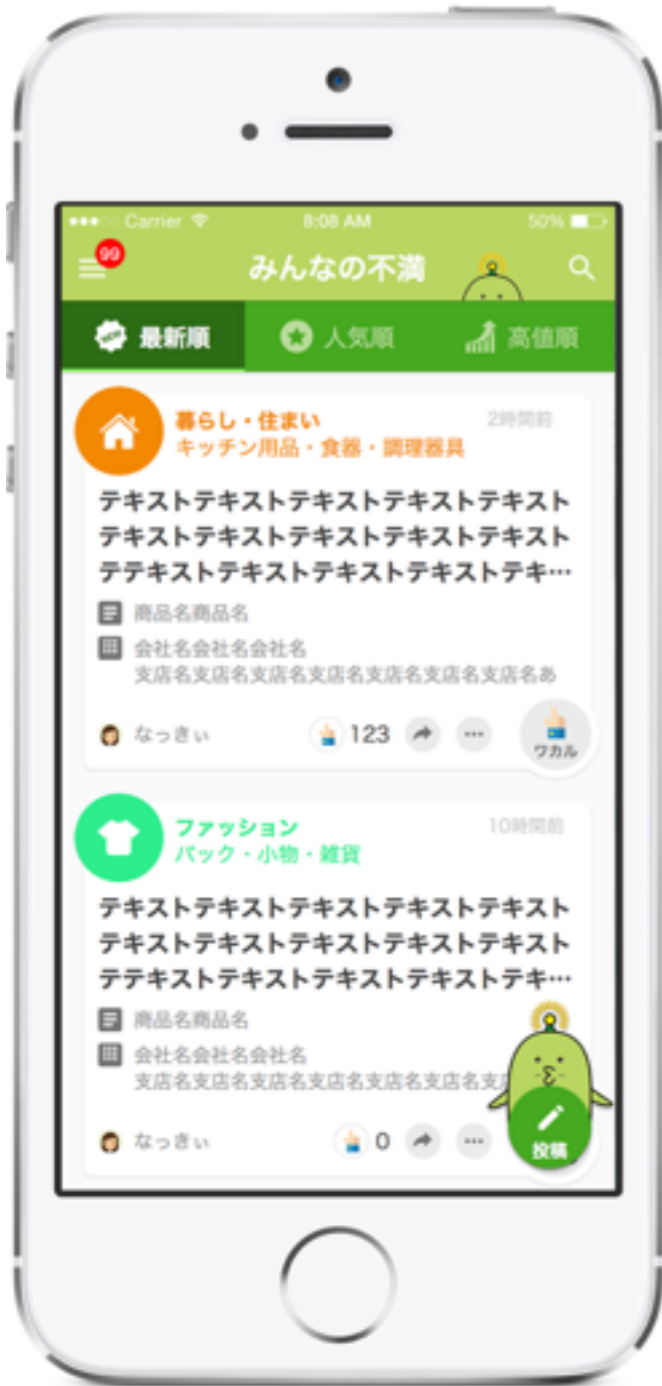 Carrier
8:08 AM
50%
99
みんなの不満
最新順
人気順
高値順
暮らし・住まい
2時間前
キッチン用品・食器・調理器具
テキストテキストテキストテキストテキスト
テキストテキストテキストテキストテキスト
テテキストテキストテキストテキストテキ…
商品名商品名
会社名会社名会社名
支店名支店名支店名支店名支店名支店名支店名あ
なっきぃ
123
ワカル
ファッション
10時間前
バック・小物・雑貨
テキストテキストテキストテキストテキスト
テキストテキストテキストテキストテキスト
テテキストテキストテキストテキストテキ…
商品名商品名
会社名会社名会社名
支店名支店名支店名支店名支店名支店名支
なっきぃ
0
投稿